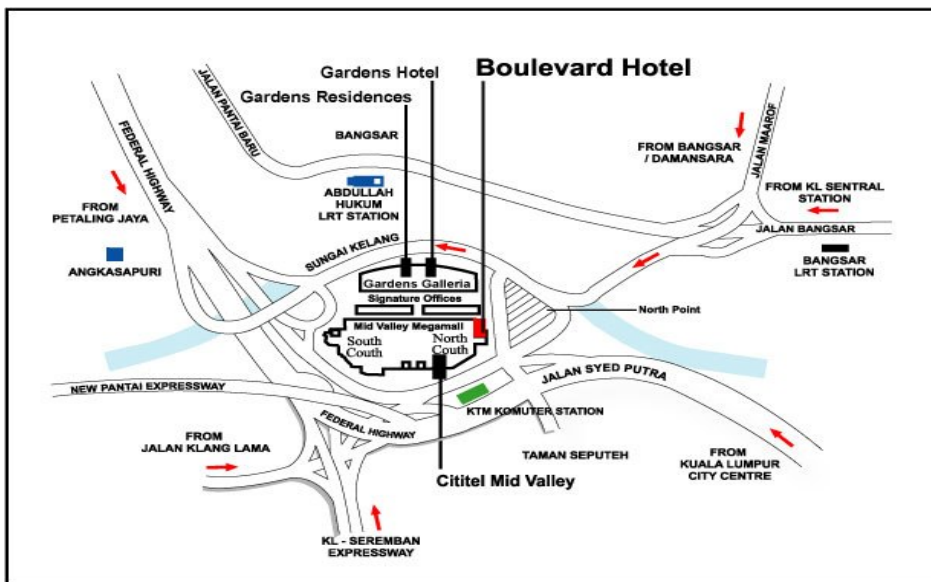 Boulevard Hotel
Gardens Hotel
Gardens Residences
JALAN PANTAI BARU
BANGSAR
FEDERAL HIGHWAY
FROM BANGSAR
/ DAMANSARA
JALAN MAAROF
FROM
PETALING JAYA
ABDULLAH
HUKUM
LRT STATION
FROM KL SENTRAL
STATION
JALAN BANGSAR
ANGKASAPURI
SUNGAI KELANG
BANGSAR
LRT STATION
Gardens Galleria
Signature Offices
North Point
Mid Valley Megamall
South
Couth
North
Couth
NEW PANTAI EXPRESSWAY
JALAN SYED PUTRA
KTM KOMUTER STATION
FEDERAL HIGHWAY
FROM
JALAN KLANG LAMA
TAMAN SEPUTEH
FROM
KUALA LUMPUR
CITY CENTRE
Cititel Mid Valley
KL - SEREMBAN
EXPRESSWAY